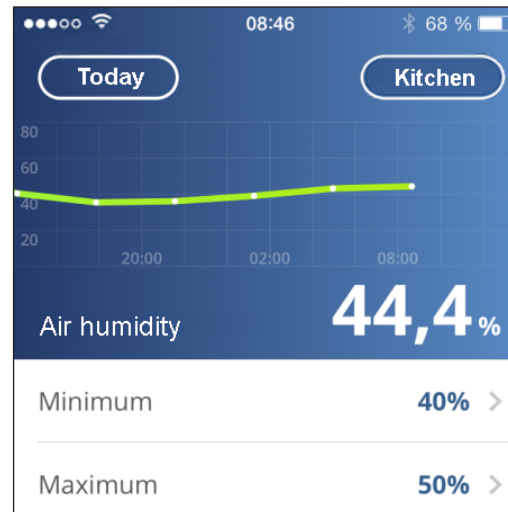 08:46 68 %
Today Kitchen
80
60
40
20
20:00 02:00 08:00
Air humidity 44,4 %
Minimum 40%
Maximum 50%